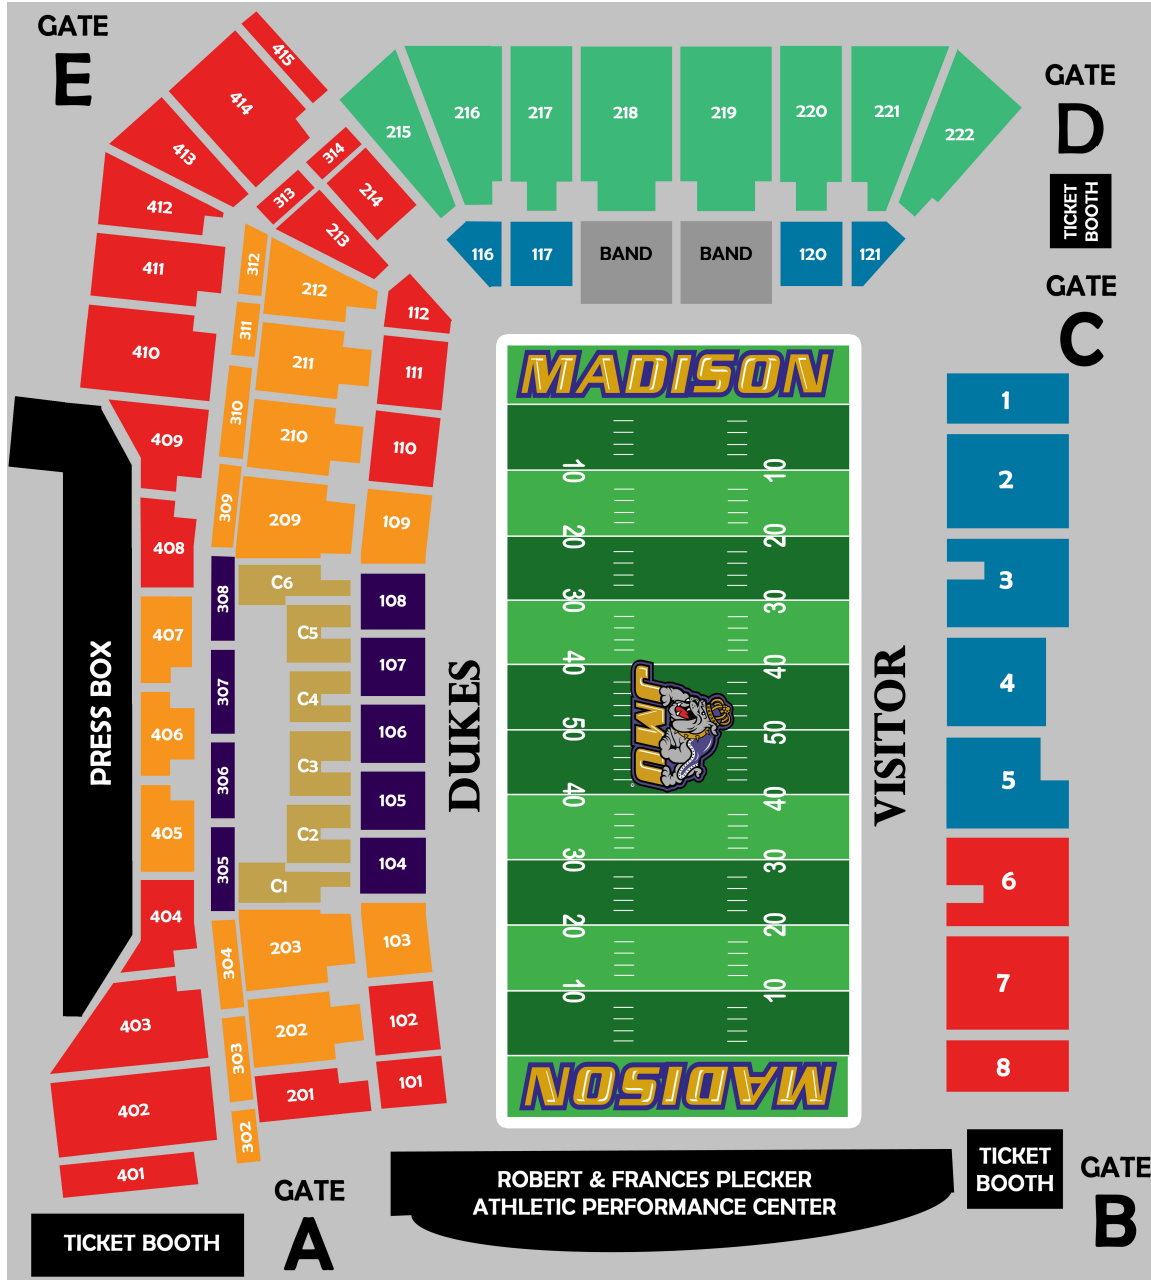 GATE
E
GATE
D
TICKET
BOOTH
GATE
C
415
414
413
412
411
410
409
408
407
406
405
404
403
402
401
314
313
312
311
310
309
308
307
306
305
304
303
302
214
213
212
211
210
209
C6
C5
C4
C3
C2
C1
203
202
201
112
111
110
109
108
107
106
105
104
103
102
101
215
216
217
218
219
220
221
222
116
117
BAND
BAND
120
121
PRESS BOX
DUKES
VISITOR
MADISON
10
10
20
20
30
30
40
40
50
50
JMU
40
40
30
30
20
20
10
10
MADISON
1
2
3
4
5
6
7
8
ROBERT & FRANCES PLECKER
ATHLETIC PERFORMANCE CENTER
TICKET
BOOTH
GATE
B
GATE
A
TICKET BOOTH